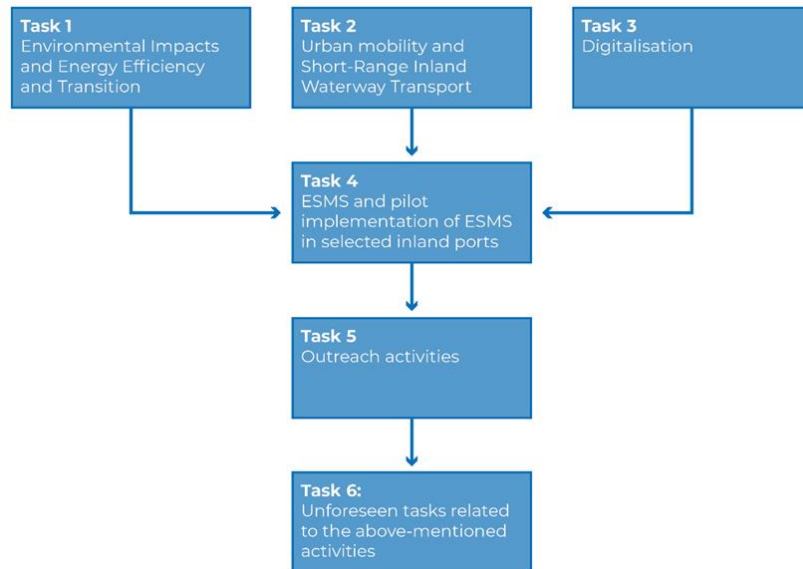 Task 1
Environmental Impacts
and Energy Efficiency
and Transition
Task 2
Urban mobility and
Short-Range Inland
Waterway Transport
Task 3
Digitalisation
Task 4
ESMS and pilot
implementation of ESMS
in selected inland ports
Task 5
Outreach activities
Task 6:
Unforeseen tasks related
to the above-mentioned
activities